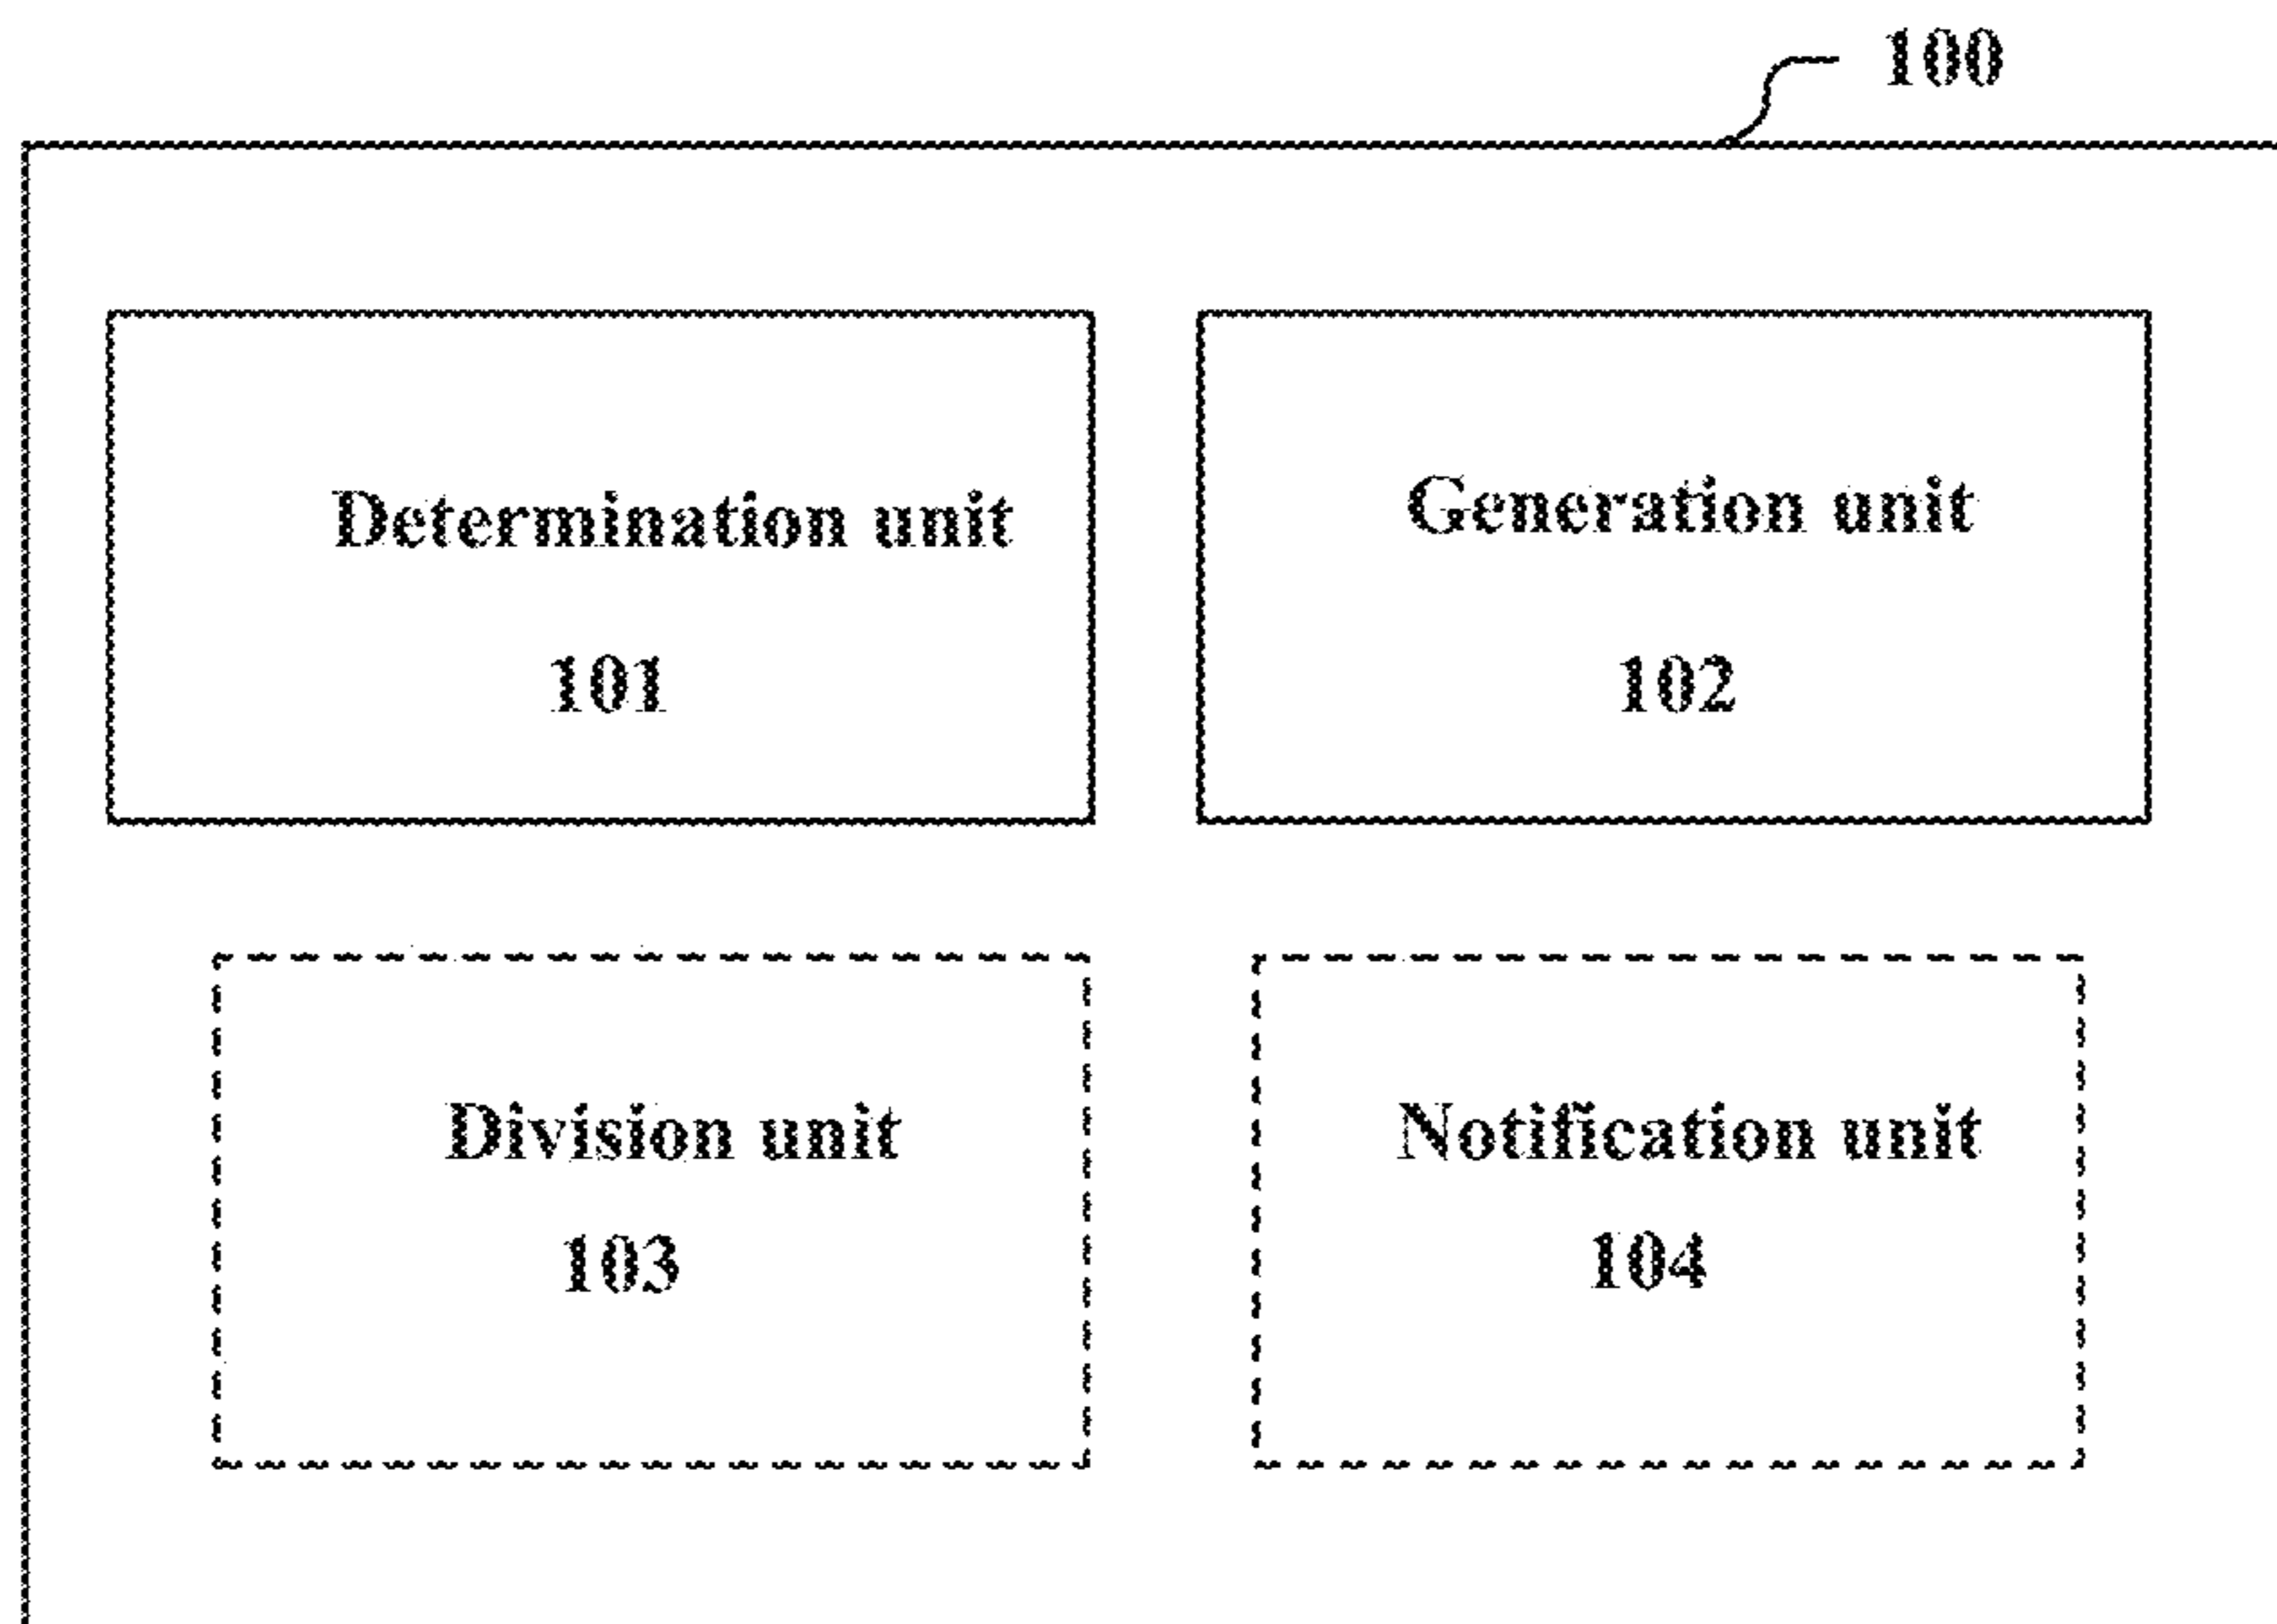 100
Determination unit
101
Generation unit
102
Division unit
103
Notification unit
104